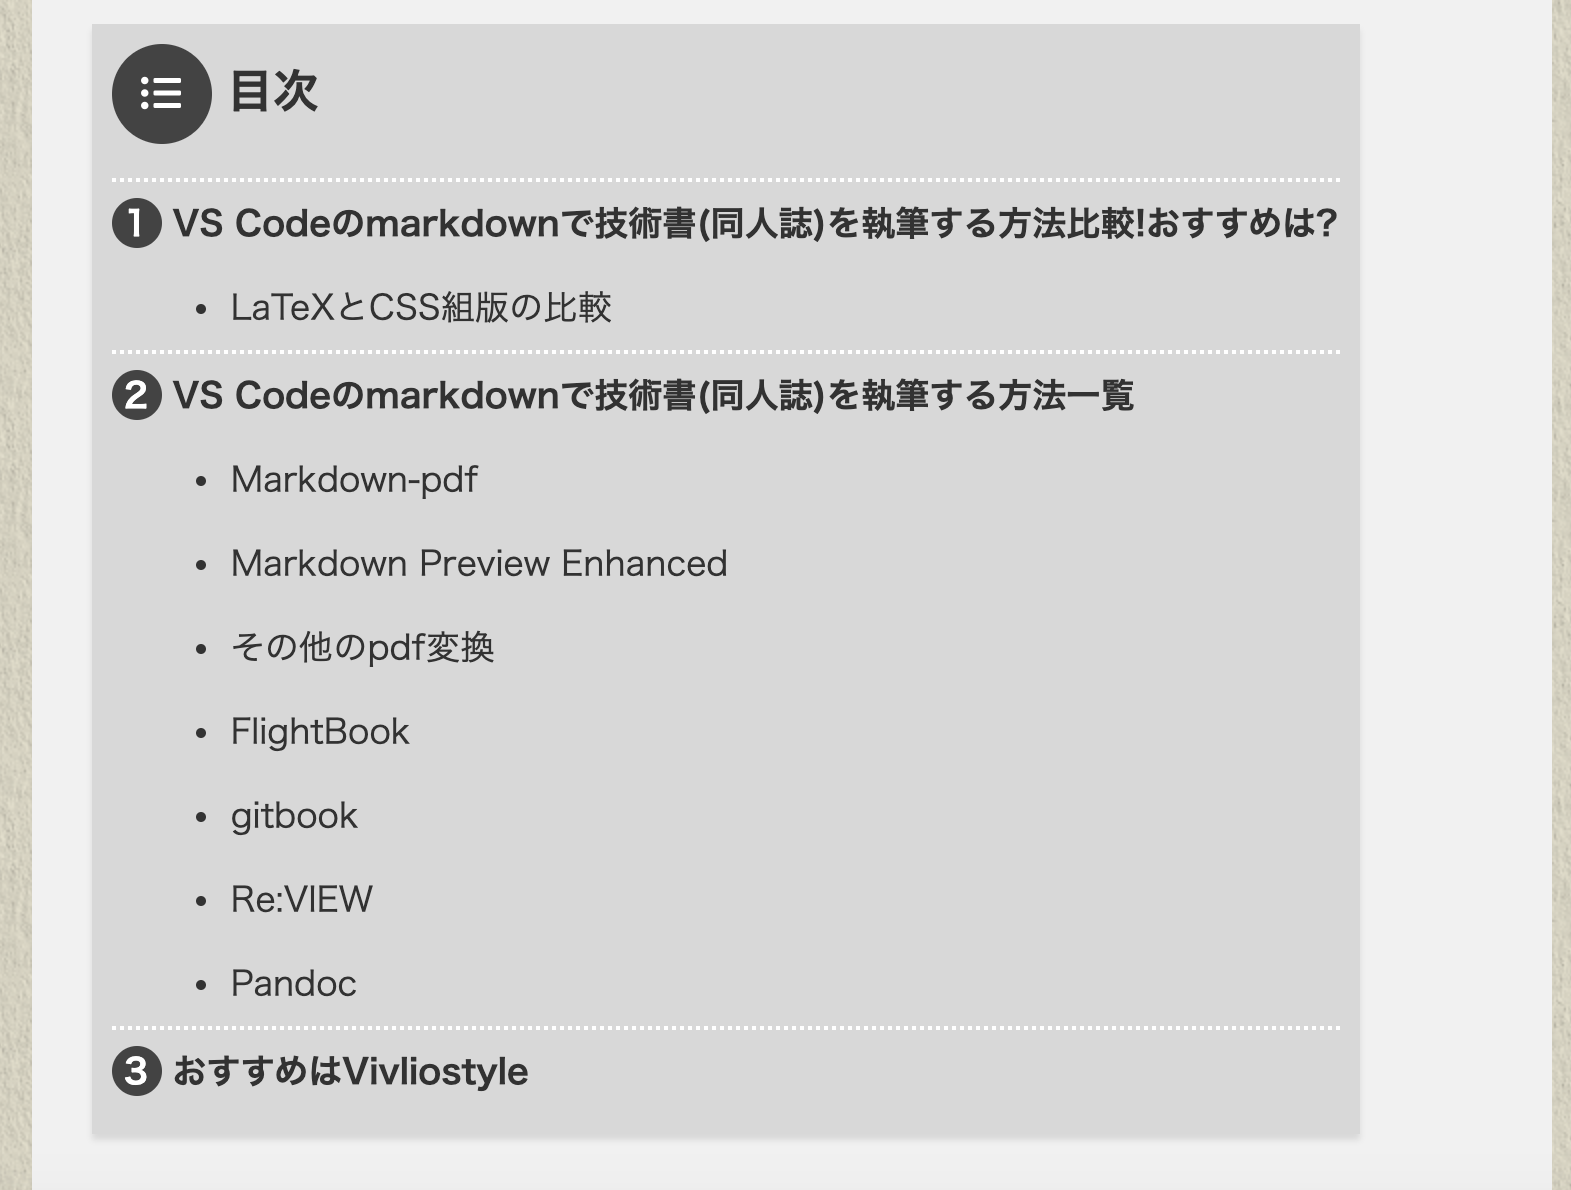 目次
1 VS Codeのmarkdownで技術書(同人誌)を執筆する方法比較!おすすめは?
• LaTeXとCSS組版の比較
2 VS Codeのmarkdownで技術書(同人誌)を執筆する方法一覧
• Markdown-pdf
• Markdown Preview Enhanced
• その他のpdf変換
• FlightBook
• gitbook
• Re:VIEW
• Pandoc
3 おすすめはVivliostyle